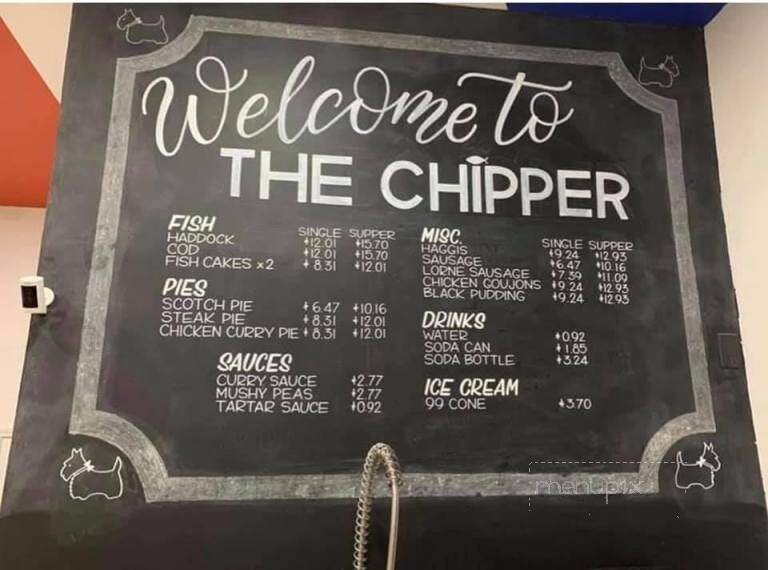 Welcome to
THE CHIPPER
FISH SINGLE SUPPER
HADDOCK $12.01 $15.70
COD $12.01 $15.70
FISH CAKES x2 $8.31 $12.01
PIES
SCOTCH PIE $6.47 $10.16
STEAK PIE $8.31 $12.01
CHICKEN CURRY PIE $8.31 $12.01
SAUCES
CURRY SAUCE $2.77
MUSHY PEAS $2.77
TARTAR SAUCE $0.92
MISC. SINGLE SUPPER
HAGGIS $9.24 $12.93
SAUSAGE $6.47 $10.16
LORNE SAUSAGE $7.39 $11.09
CHICKEN GOUJONS $9.24 $12.93
BLACK PUDDING $9.24 $12.93
DRINKS
WATER $0.92
SODA CAN $1.85
SODA BOTTLE $3.24
ICE CREAM
99 CONE $3.70
menupix